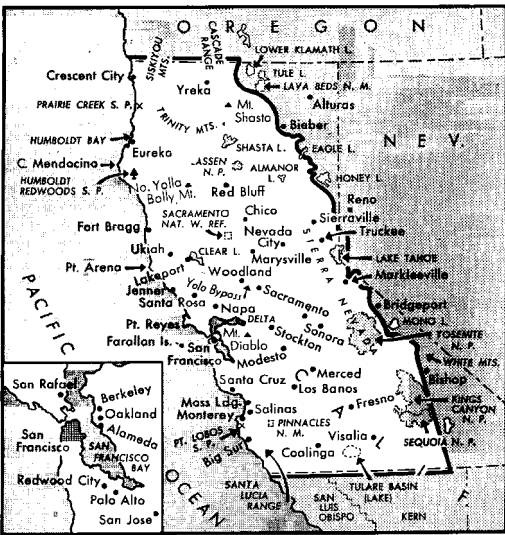 OREGON
CASCADE RANGE
SISKIYOU MTS.
LOWER KLAMATH L.
Crescent City
TULE L.
LAVA BEDS N. M.
Yreka
PRAIRIE CREEK S. P.
Mt. Shasta
Alturas
TRINITY MTS.
Bieber
NEV
HUMBOLDT BAY
Eureka
SHASTA L.
EAGLE L.
C. Mendocino
LASSEN N. P.
ALMANOR L.
HONEY L.
HUMBOLDT REDWOODS S. P.
No. Yolla Bolly Mt.
Red Bluff
Reno
SACRAMENTO NAT. W. REF.
Chico
Sierraville
Fort Bragg
Nevada City
Truckee
Ukiah
CLEAR L.
Marysville
SIERRA NEVADA
LAKE TAHOE
Pt. Arena
Lakeport
Woodland
Markleeville
Jenner
Yolo Bypass
Sacramento
Santa Rosa
Napa
Bridgeport
PACIFIC
Pt. Reyes
DELTA
Sonora
MONO L.
Farallon Is.
Mt. Diablo
Stockton
YOSEMITE N. P.
San Francisco
Modesto
WHITE MTS.
Santa Cruz
Merced
Bishop
Los Banos
Moss Ldg.
Monterey
Salinas
Fresno
KINGS CANYON N. P.
C A L
PT. LOBOS S. P.
PINNACLES N. M.
Visalia
SEQUOIA N. P.
Big Sur
Coalinga
TULARE BASIN (LAKE)
OCEAN
SANTA LUCIA RANGE
SAN LUIS OBISPO
KERN
San Rafael
Berkeley
Oakland
Alameda
San Francisco
SAN FRANCISCO BAY
Redwood City
Palo Alto
San Jose